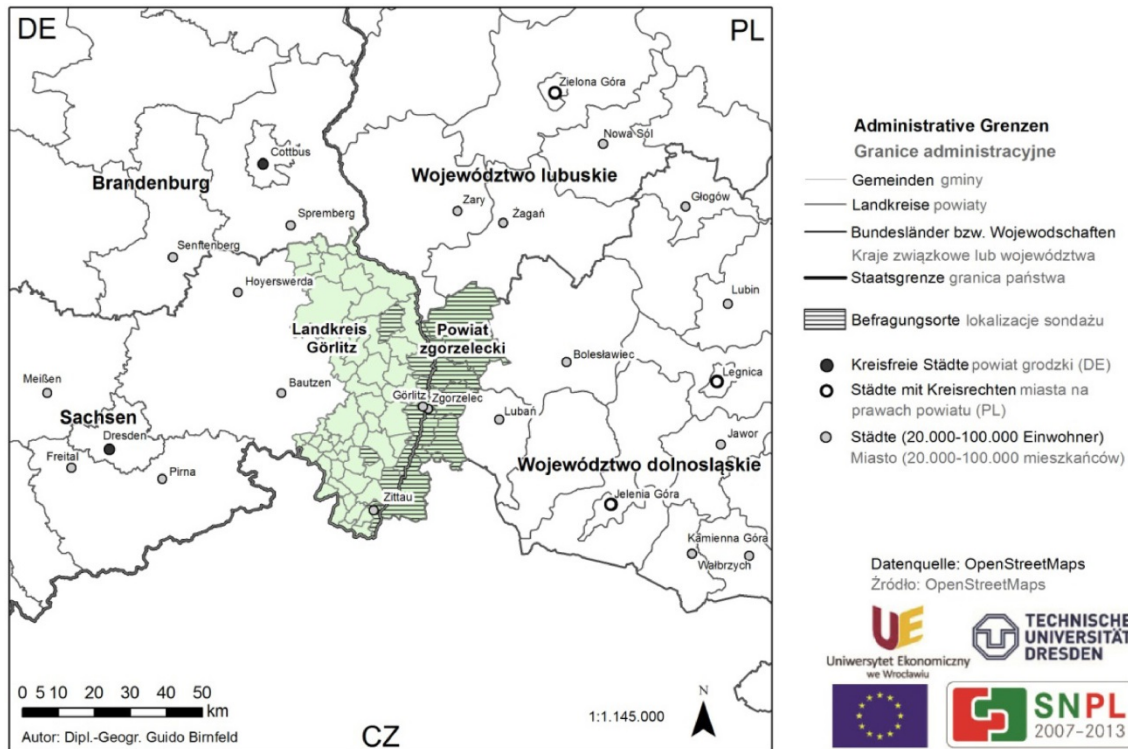 DE
PL
Zielona Góra
Nowa Sól
Cottbus
Brandenburg
Województwo lubuskie
Żary
Żagań
Głogów
Spremberg
Senftenberg
Hoyerswerda
Lubin
Landkreis
Görlitz
Powiat
zgorzelecki
Bolesławiec
Legnica
Meißen
Bautzen
Görlitz
Zgorzelec
Lubań
Sachsen
Dresden
Freital
Pirna
Jawor
Województwo dolnośląskie
Zittau
Jelenia Góra
Kamienna Góra
Wałbrzych
0 5 10 20 30 40 50
km
Autor: Dipl.-Geogr. Guido Birnfeld
CZ
1:1.145.000
N
Administrative Grenzen
Granice administracyjne
Gemeinden gminy
Landkreise powiaty
Bundesländer bzw. Wojewodschaften
Kraje związkowe lub województwa
Staatsgrenze granica państwa
Befragungsorte lokalizacje sondażu
Kreisfreie Städte powiat grodzki (DE)
Städte mit Kreisrechten miasta na
prawach powiatu (PL)
Städte (20.000-100.000 Einwohner)
Miasto (20.000-100.000 mieszkańców)
Datenquelle: OpenStreetMaps
Źródło: OpenStreetMaps
UE
Uniwersytet Ekonomiczny
we Wrocławiu
TECHNISCHE
UNIVERSITÄT
DRESDEN
SNPL
2007-2013